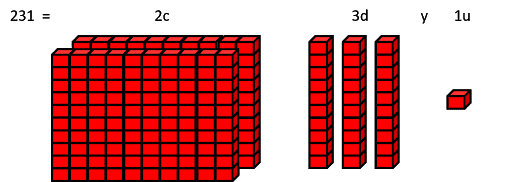 231 = 2c 3d y 1u